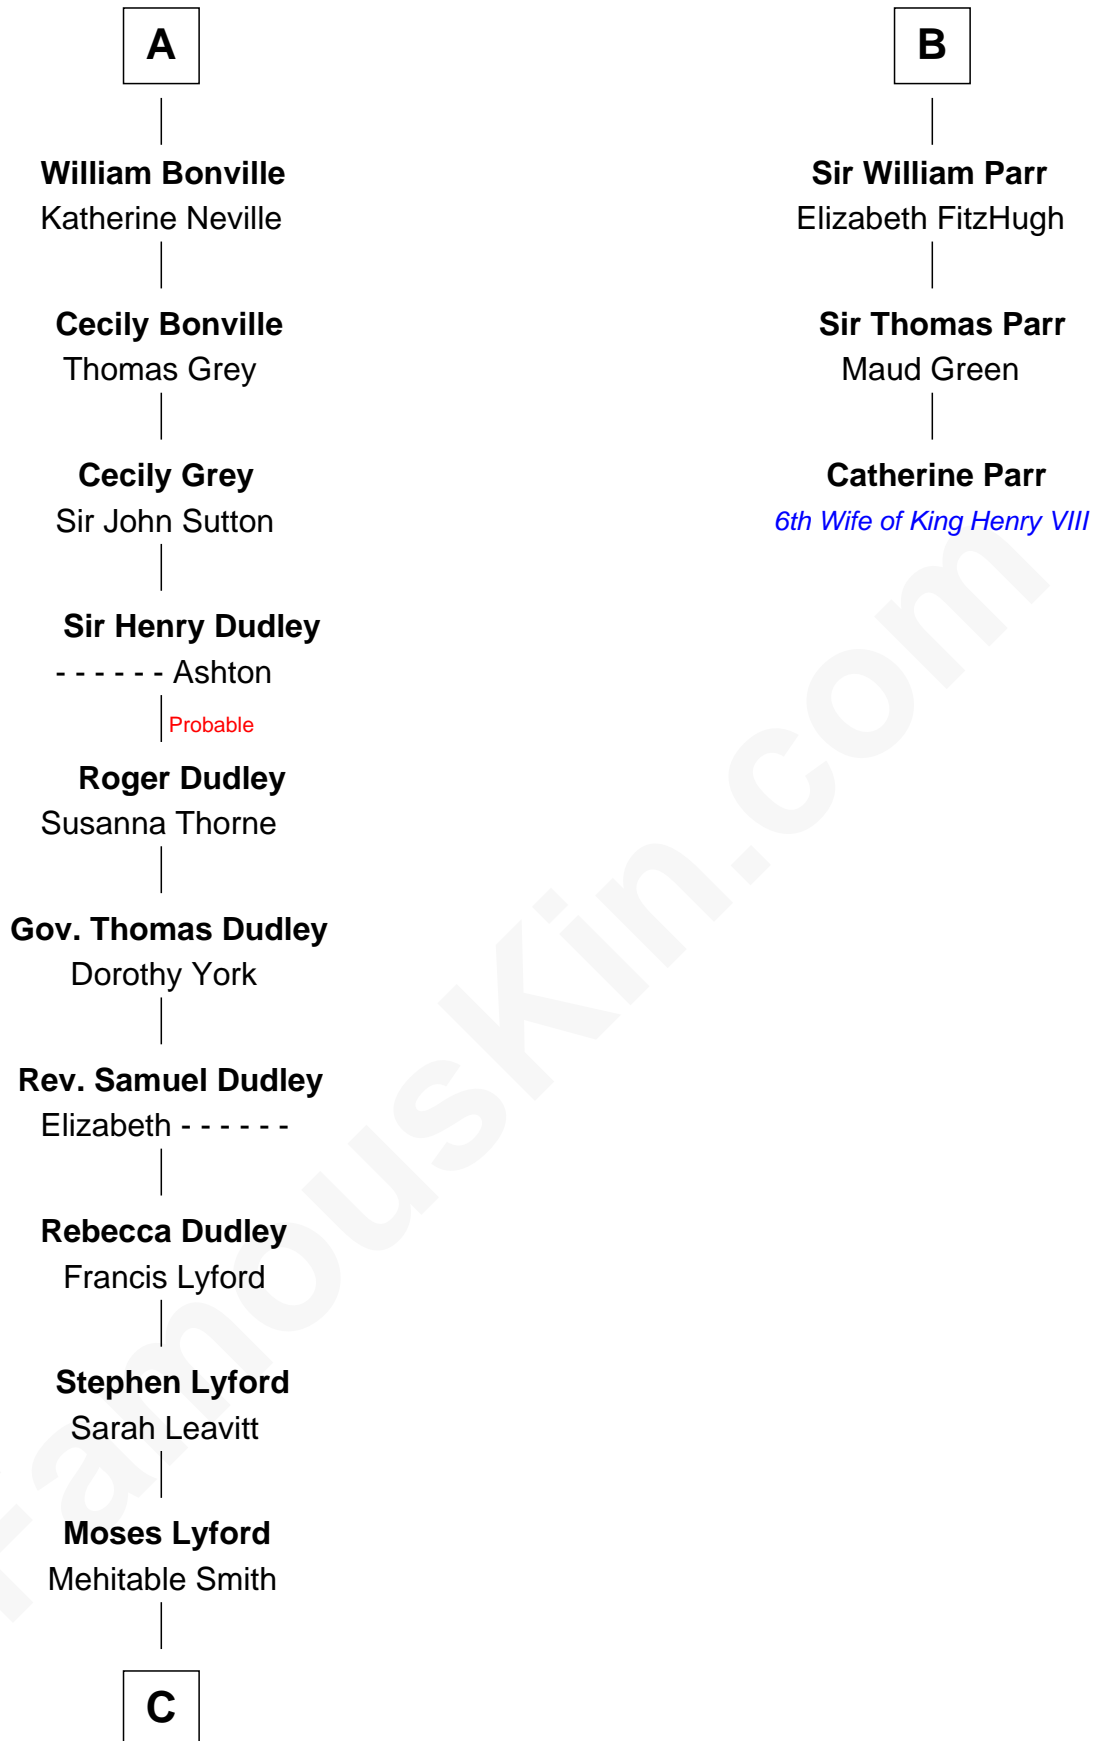 A
William Bonville
Katherine Neville
Cecily Bonville
Thomas Grey
Cecily Grey
Sir John Sutton
Sir Henry Dudley
- - - - - - Ashton
Probable
Roger Dudley
Susanna Thorne
Gov. Thomas Dudley
Dorothy York
Rev. Samuel Dudley
Elizabeth - - - - - -
Rebecca Dudley
Francis Lyford
Stephen Lyford
Sarah Leavitt
Moses Lyford
Mehitable Smith
C
B
Sir William Parr
Elizabeth FitzHugh
Sir Thomas Parr
Maud Green
Catherine Parr
6th Wife of King Henry VIII
FamousKin.com